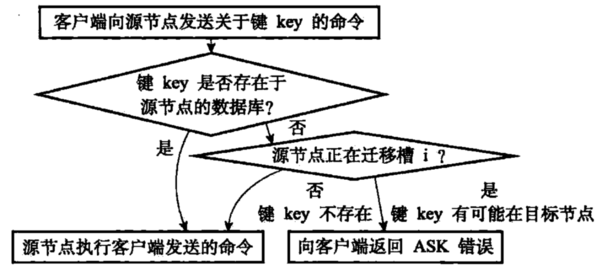 客户端向源节点发送关于键 key 的命令
键 key 是否存在于
源节点的数据库？
否
是
源节点正在迁移槽 i？
否
是
键 key 不存在
键 key 有可能在目标节点
源节点执行客户端发送的命令
向客户端返回 ASK 错误